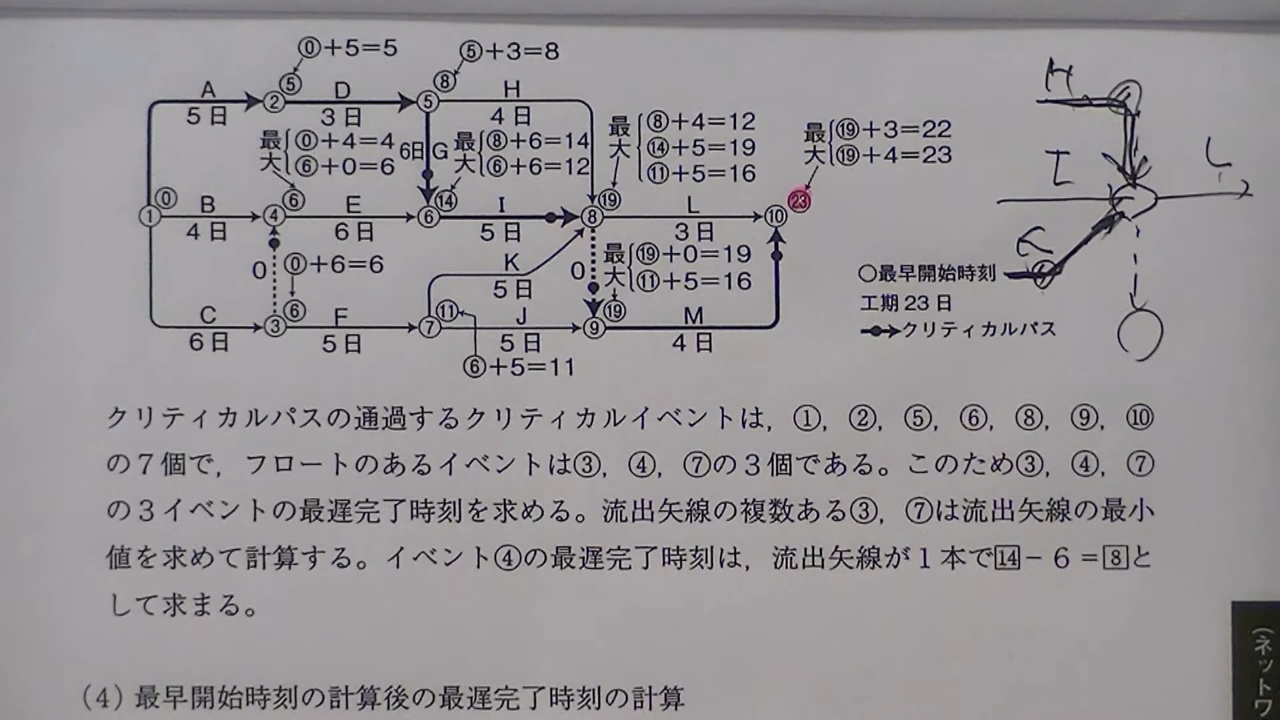 ⓪+5=5
⑤+3=8
A
⑤
D
⑧
H
5日
②
3日
⑤
4日
最大
⓪+4=4
⑥+0=6
6日
G
最大
⑧+6=14
⑥+6=12
最大
⑧+4=12
⑭+5=19
⑪+5=16
最大
⑲+3=22
⑲+4=23
①
⓪
B
④
⑥
E
⑥
⑭
I
⑧
⑲
L
⑩
㉓
4日
6日
5日
3日
0
⓪+6=6
K
5日
0
最大
⑲+0=19
⑪+5=16
C
③
⑥
F
⑦
⑪
J
⑨
⑲
M
6日
5日
5日
4日
⑥+5=11
○最早開始時刻
工期23日
クリティカルパス
H
I
L
クリティカルパスの通過するクリティカルイベントは,①,②,⑤,⑥,⑧,⑨,⑩
の7個で,フロートのあるイベントは③,④,⑦の3個である。このため③,④,⑦
の3イベントの最遅完了時刻を求める。流出矢線の複数ある③,⑦は流出矢線の最小
値を求めて計算する。イベント④の最遅完了時刻は,流出矢線が1本で14-6=8と
して求まる。
(4)最早開始時刻の計算後の最遅完了時刻の計算
(ネットワ